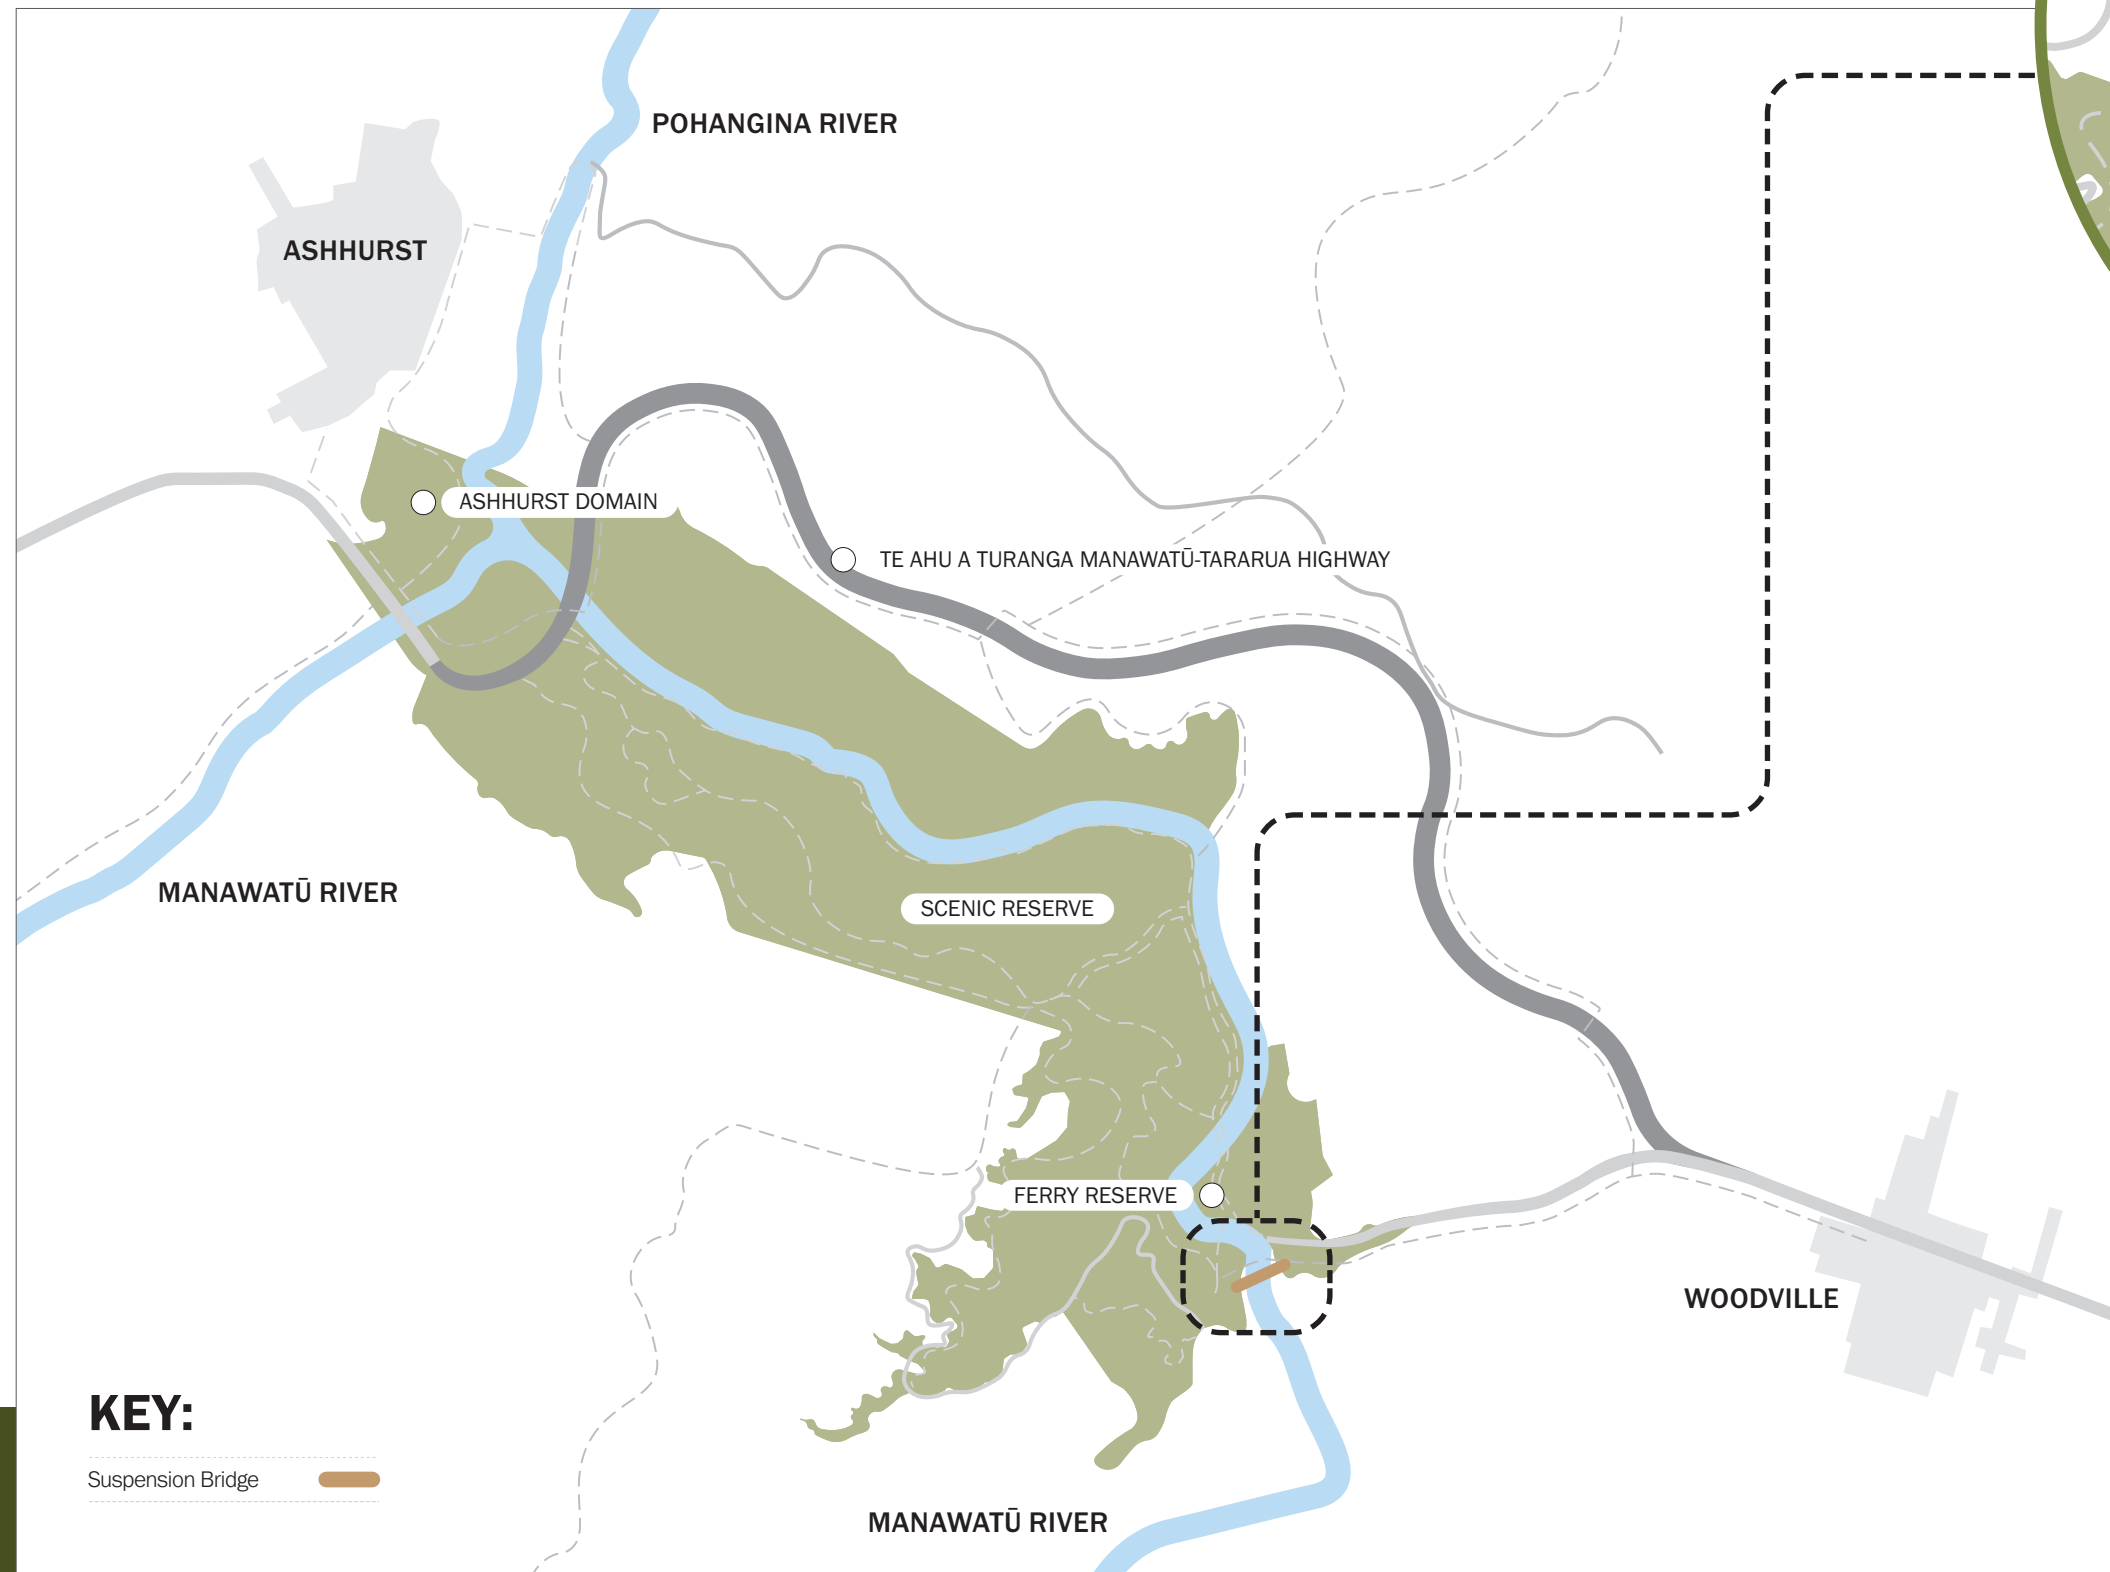 POHANGINA RIVER
ASHHURST
ASHHURST DOMAIN
TE AHU A TURANGA MANAWATŪ-TARARUA HIGHWAY
MANAWATŪ RIVER
SCENIC RESERVE
FERRY RESERVE
WOODVILLE
KEY:
Suspension Bridge
MANAWATŪ RIVER